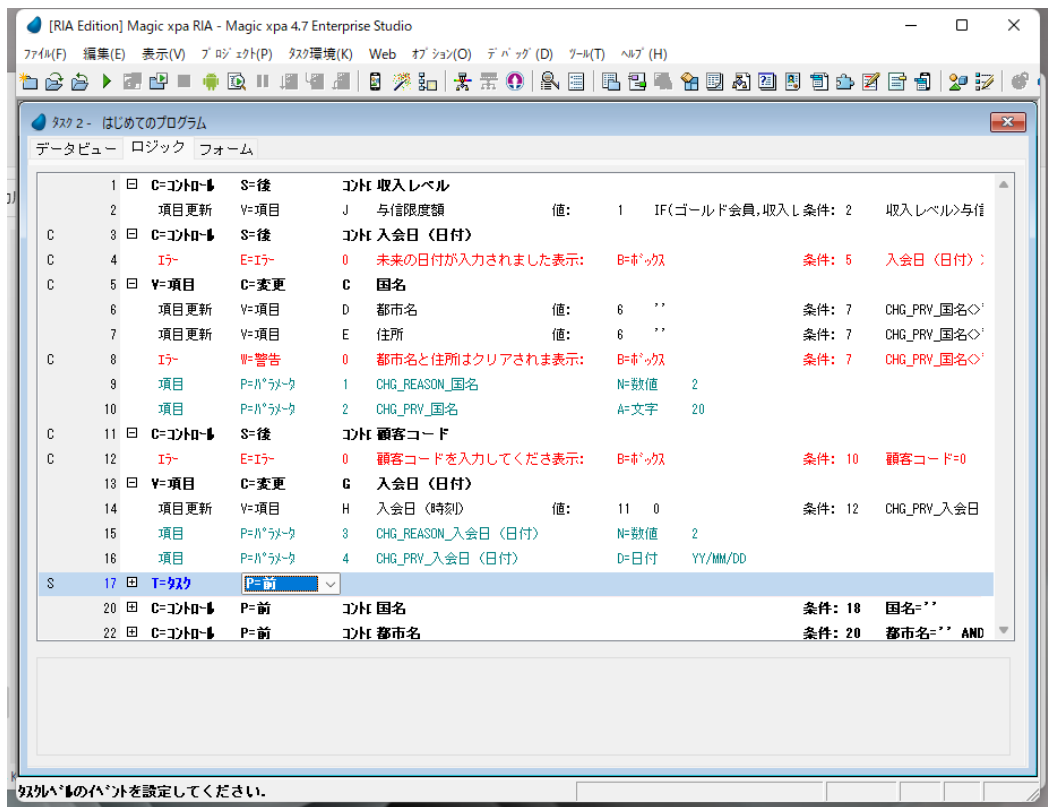 [RIA Edition] Magic xpa RIA - Magic xpa 4.7 Enterprise Studio
ファイル(F) 編集(E) 表示(V) プロジェクト(P) タスク環境(K) Web オプション(O) デバッグ(D) ツール(T) ヘルプ(H)
タスク 2 - はじめてのプログラム
データビュー ロジック フォーム
1 C=コントロール S=後 コントロ 収入レベル
2 項目更新 V=項目 J 与信限度額 値: 1 IF(ゴールド会員,収入し 条件: 2 収入レベル>与信
C 3 C=コントロール S=後 コントロ 入会日（日付）
C 4 エラー E=エラー 0 未来の日付が入力されました 表示: B=ボックス 条件: 5 入会日（日付）>
C 5 V=項目 C=変更 C 国名
6 項目更新 V=項目 D 都市名 値: 6 '' 条件: 7 CHG_PRV_国名<>'
7 項目更新 V=項目 E 住所 値: 6 '' 条件: 7 CHG_PRV_国名<>'
C 8 エラー W=警告 0 都市名と住所はクリアされま 表示: B=ボックス 条件: 7 CHG_PRV_国名<>'
9 項目 P=パラメータ 1 CHG_REASON_国名 N=数値 2
10 項目 P=パラメータ 2 CHG_PRV_国名 A=文字 20
C 11 C=コントロール S=後 コントロ 顧客コード
C 12 エラー E=エラー 0 顧客コードを入力してくださ 表示: B=ボックス 条件: 10 顧客コード=0
13 V=項目 C=変更 G 入会日（日付）
14 項目更新 V=項目 H 入会日（時刻） 値: 11 0 条件: 12 CHG_PRV_入会日
15 項目 P=パラメータ 3 CHG_REASON_入会日（日付） N=数値 2
16 項目 P=パラメータ 4 CHG_PRV_入会日（日付） D=日付 YY/MM/DD
S 17 T=タスク P=前
20 C=コントロール P=前 コントロ 国名 条件: 18 国名=''
22 C=コントロール P=前 コントロ 都市名 条件: 20 都市名='' AND
タスクレベルのイベントを設定してください.